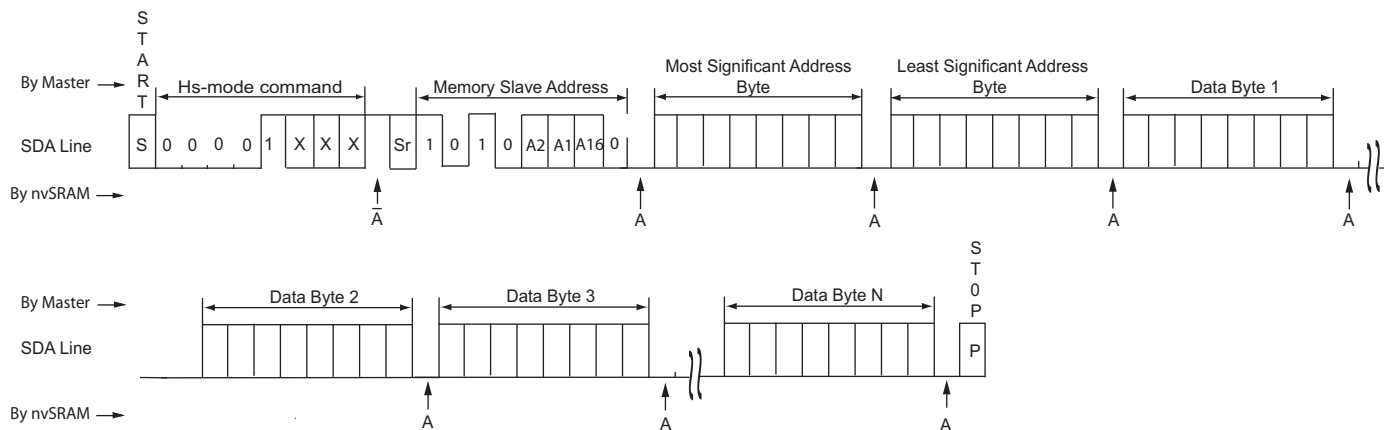 START
By Master
Hs-mode command
Memory Slave Address
Most Significant Address Byte
Least Significant Address Byte
Data Byte 1
SDA Line
S 0 0 0 0 1 X X X Sr 1 0 1 0 A2 A1 A16 0
By nvSRAM
A̅ A A A A
STOP
By Master
Data Byte 2
Data Byte 3
Data Byte N
SDA Line
P
By nvSRAM
A A A